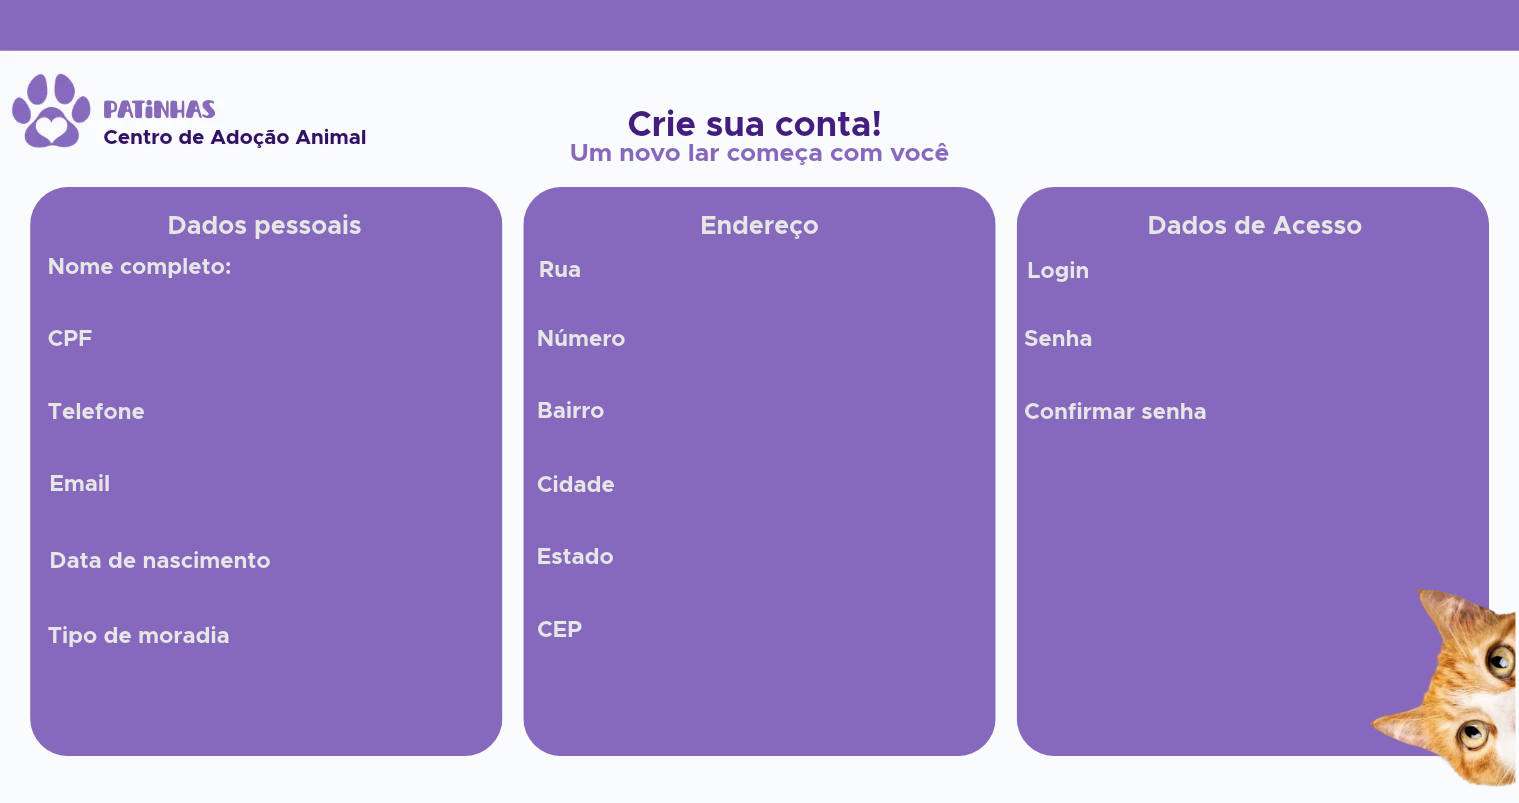 PATiNHAS
Centro de Adoção Animal
Crie sua conta!
Um novo lar começa com você
Dados pessoais
Nome completo:
CPF
Telefone
Email
Data de nascimento
Tipo de moradia
Endereço
Rua
Número
Bairro
Cidade
Estado
CEP
Dados de Acesso
Login
Senha
Confirmar senha